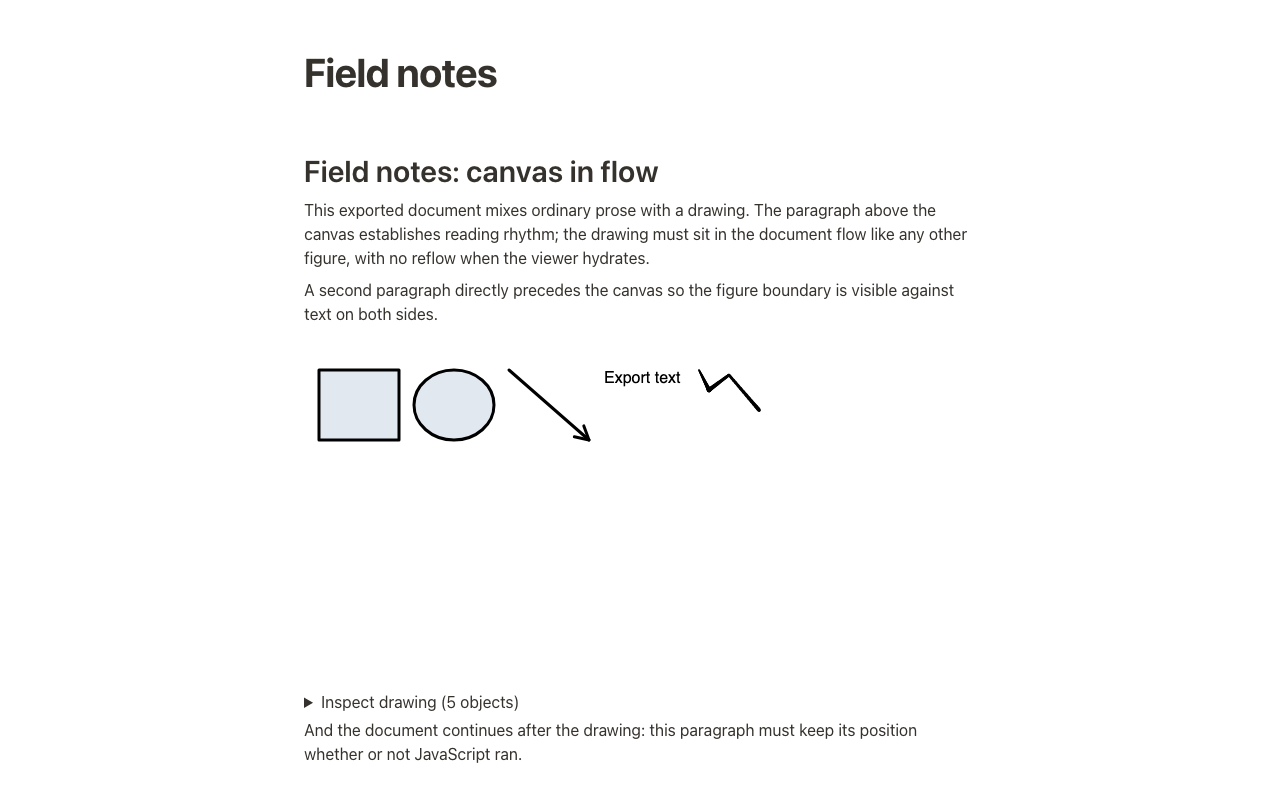 Field notes
Field notes: canvas in flow
This exported document mixes ordinary prose with a drawing. The paragraph above the
canvas establishes reading rhythm; the drawing must sit in the document flow like any other
figure, with no reflow when the viewer hydrates.
A second paragraph directly precedes the canvas so the figure boundary is visible against
text on both sides.
Export text
Inspect drawing (5 objects)
And the document continues after the drawing: this paragraph must keep its position
whether or not JavaScript ran.